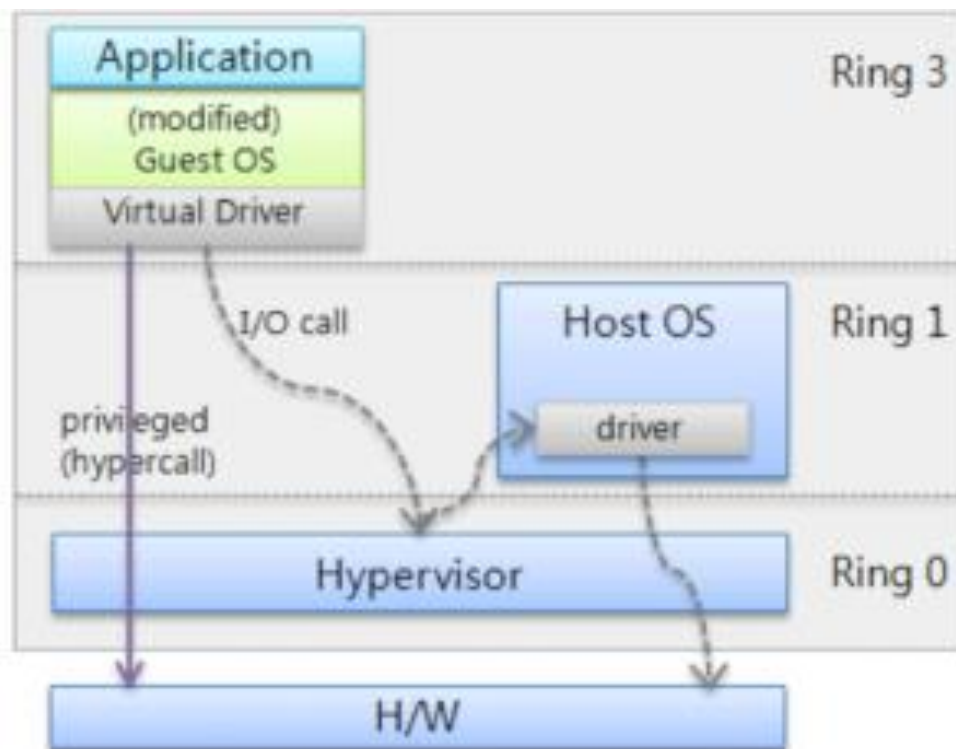 Application
Ring 3
(modified)
Guest OS
Virtual Driver
I/O call
Host OS
Ring 1
privileged
(hypercall)
driver
Hypervisor
Ring 0
H/W